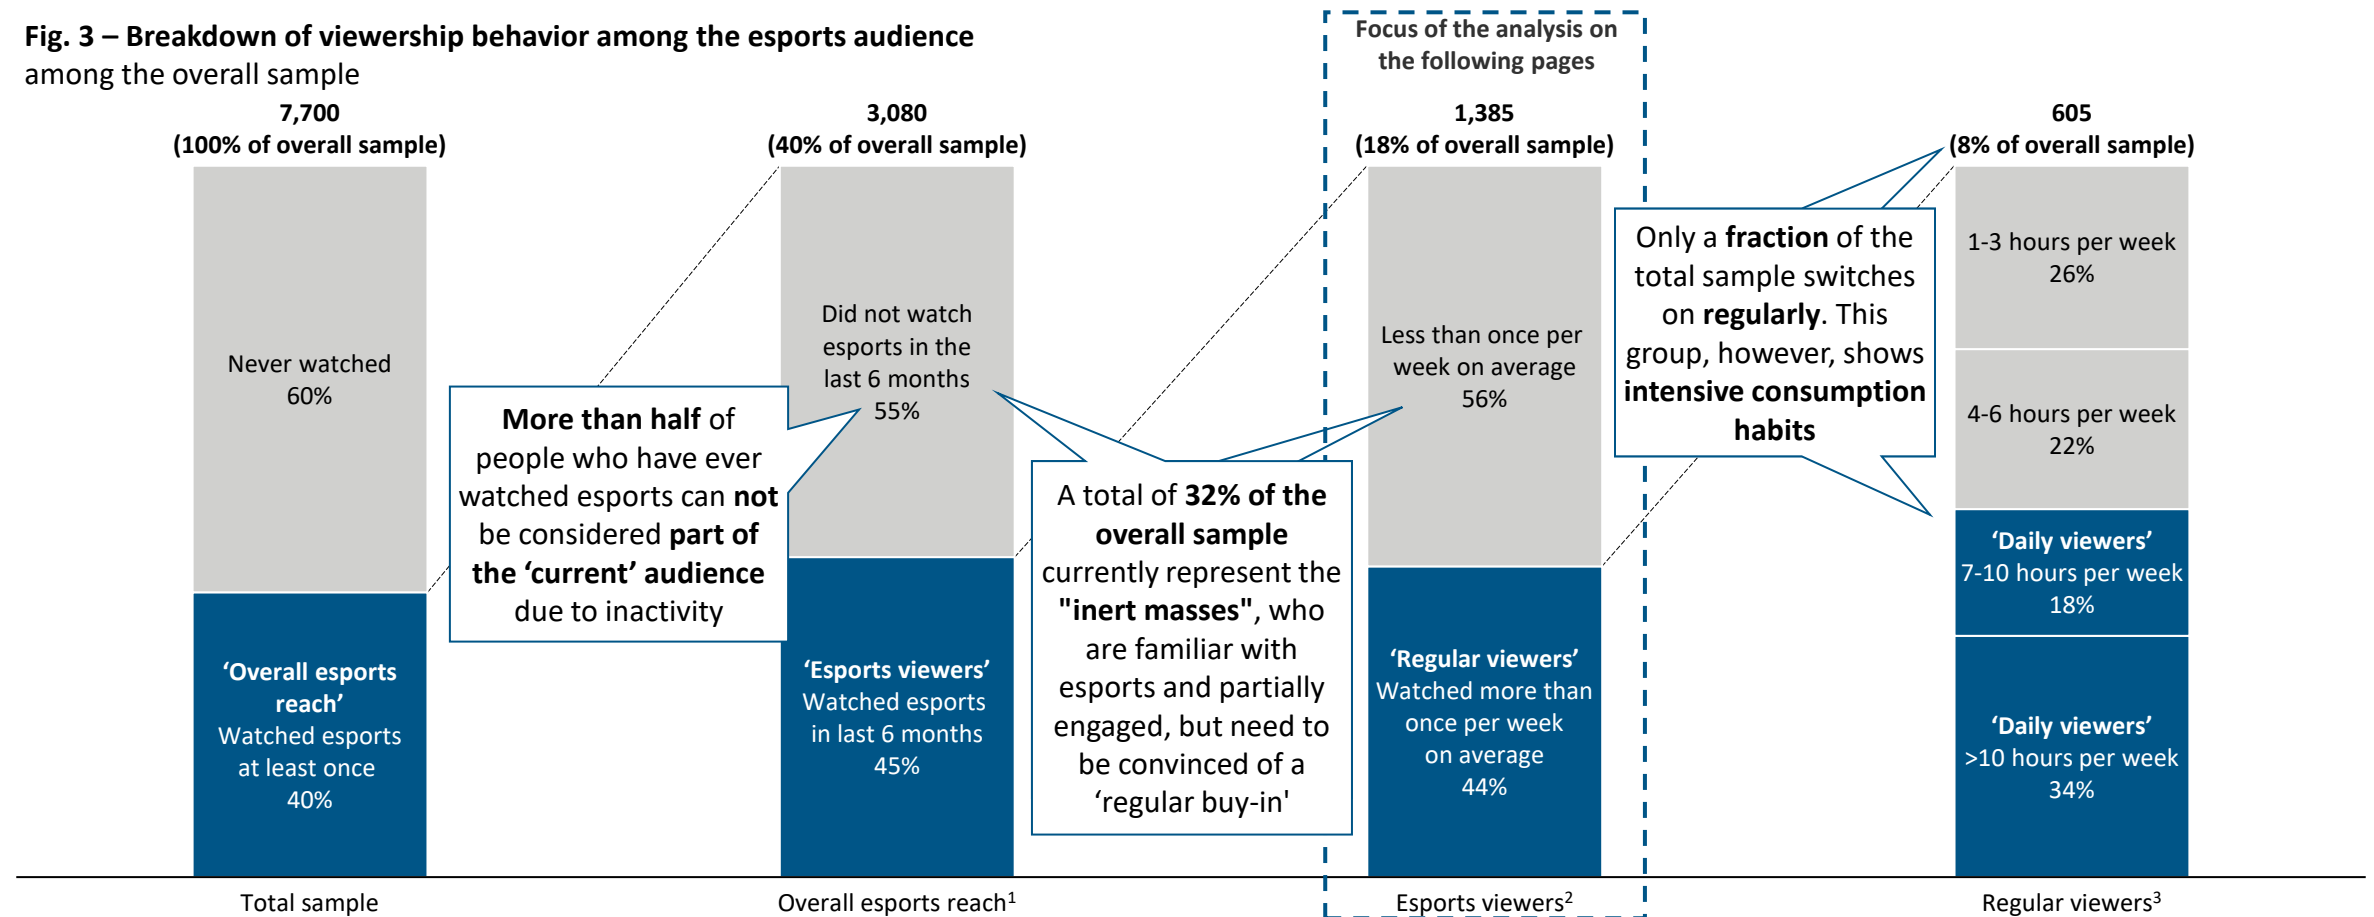 Fig. 3 – Breakdown of viewership behavior among the esports audience
among the overall sample
Focus of the analysis on
the following pages
7,700
(100% of overall sample)
3,080
(40% of overall sample)
1,385
(18% of overall sample)
605
(8% of overall sample)
Never watched
60%
‘Overall esports
reach’
Watched esports
at least once
40%
More than half of
people who have ever
watched esports can not
be considered part of
the ‘current’ audience
due to inactivity
Did not watch
esports in the
last 6 months
55%
‘Esports viewers’
Watched esports
in last 6 months
45%
A total of 32% of the
overall sample
currently represent the
"inert masses", who
are familiar with
esports and partially
engaged, but need to
be convinced of a
‘regular buy-in'
Less than once per
week on average
56%
‘Regular viewers’
Watched more than
once per week
on average
44%
Only a fraction of the
total sample switches
on regularly. This
group, however, shows
intensive consumption
habits
1-3 hours per week
26%
4-6 hours per week
22%
‘Daily viewers’
7-10 hours per week
18%
‘Daily viewers’
>10 hours per week
34%
Total sample
Overall esports reach¹
Esports viewers²
Regular viewers³